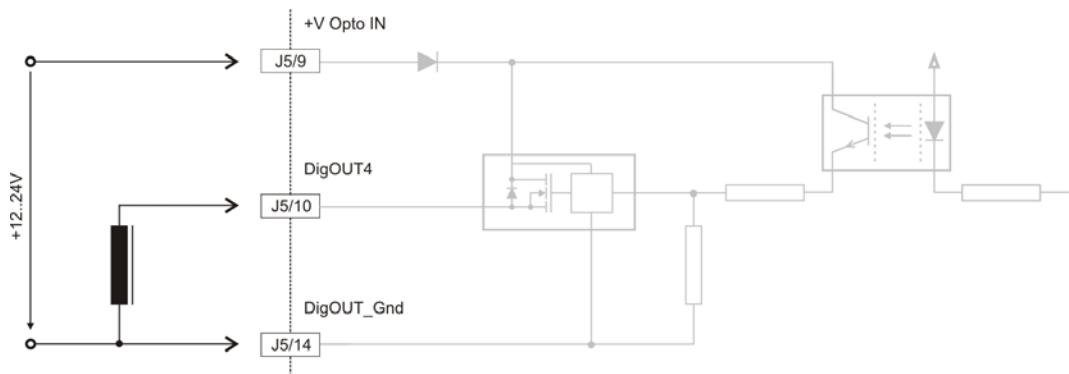 +V Opto IN
J5/9
DigOUT4
J5/10
+12..24V
DigOUT_Gnd
J5/14